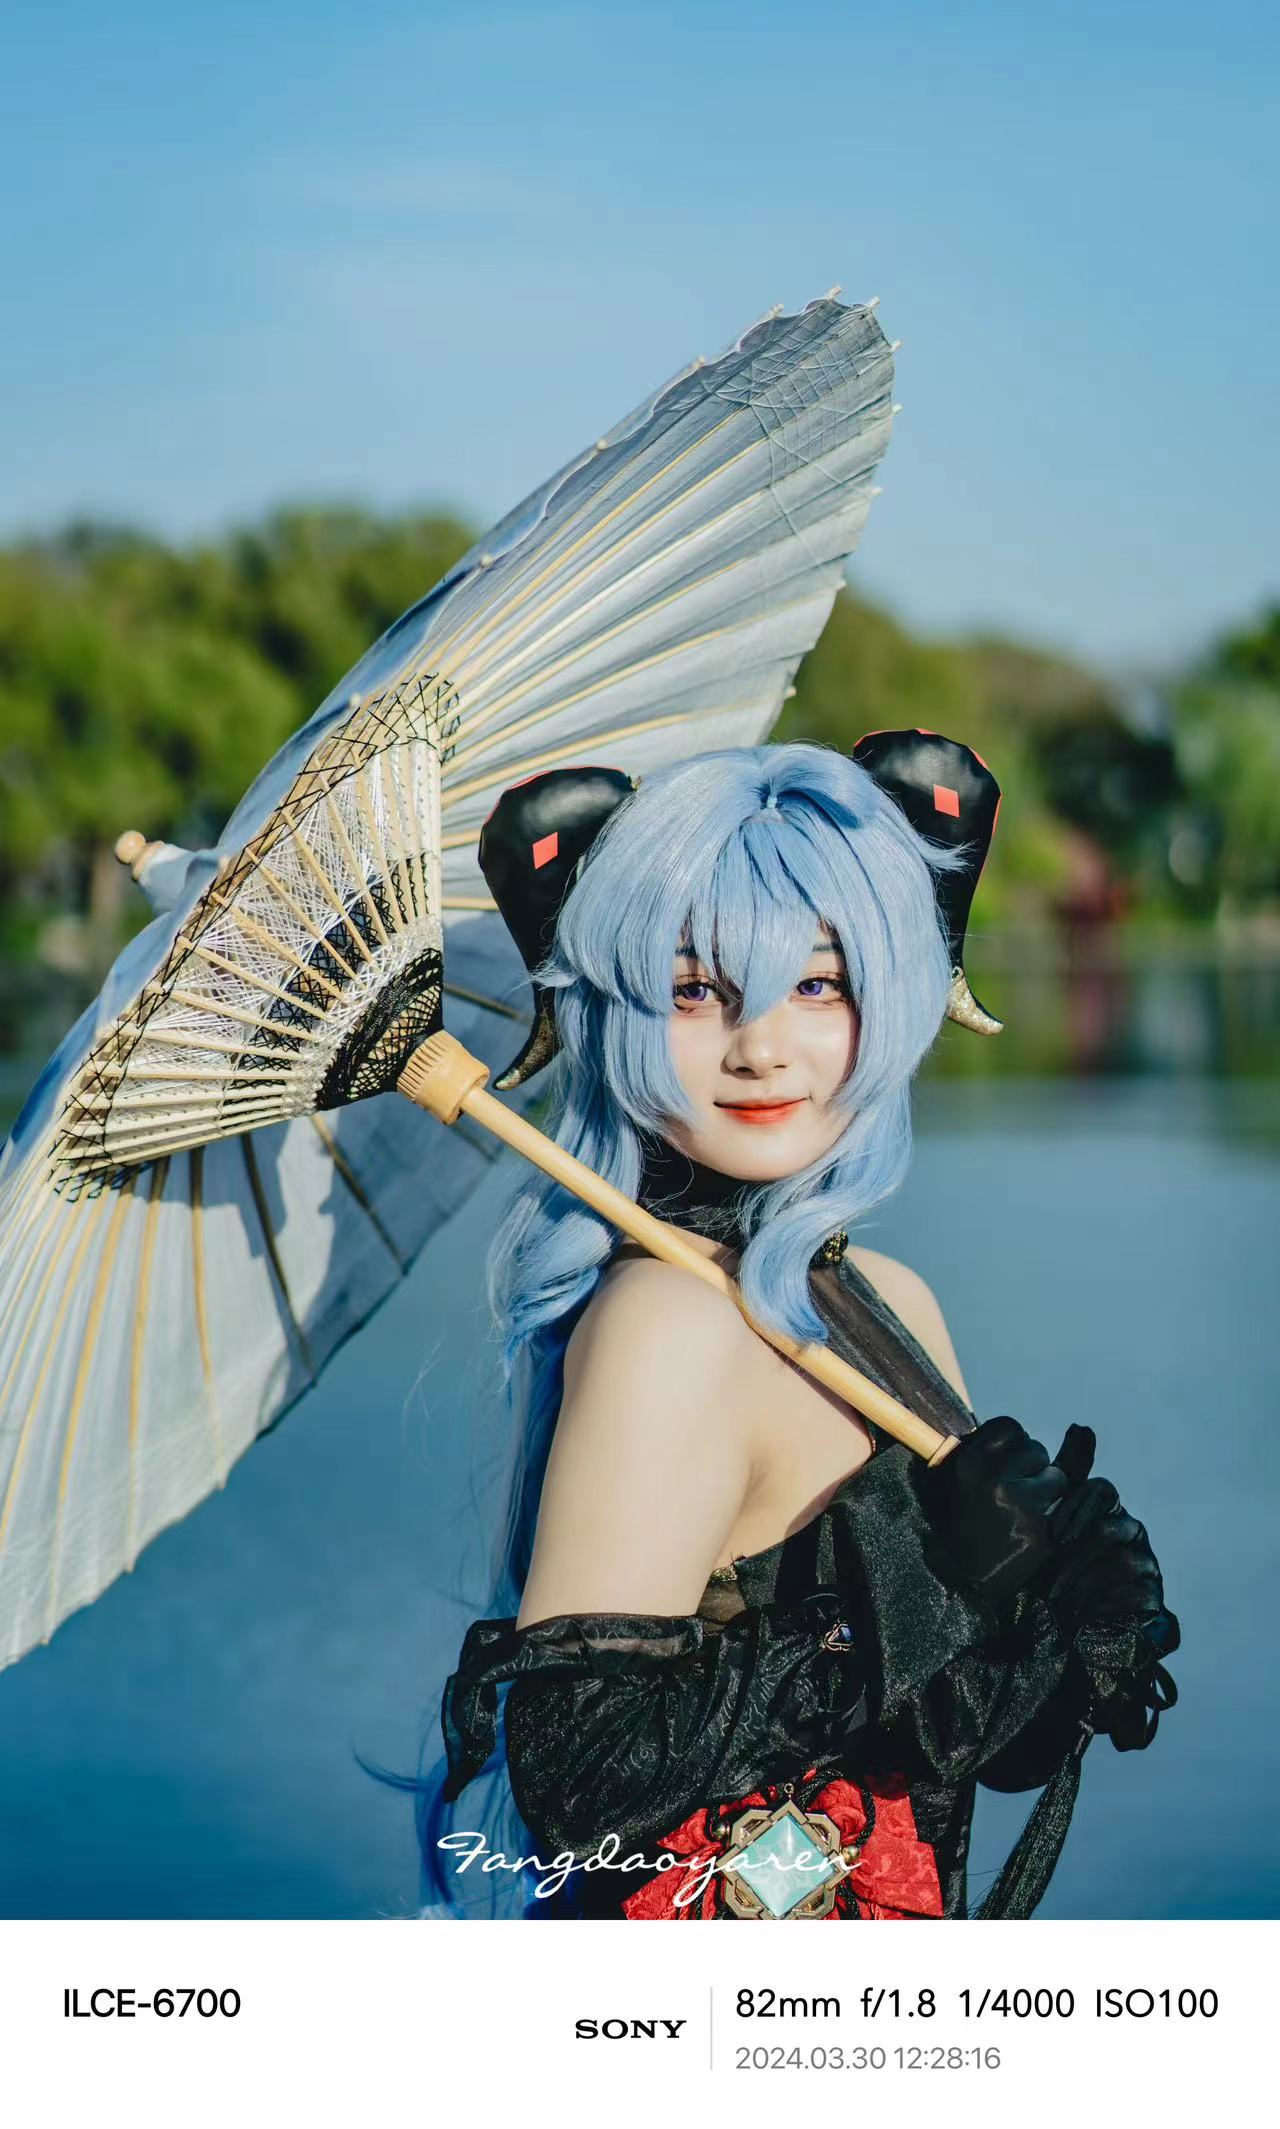 Fangdaoyaren
ILCE-6700
SONY
82mm f/1.8 1/4000 ISO100
2024.03.30 12:28:16